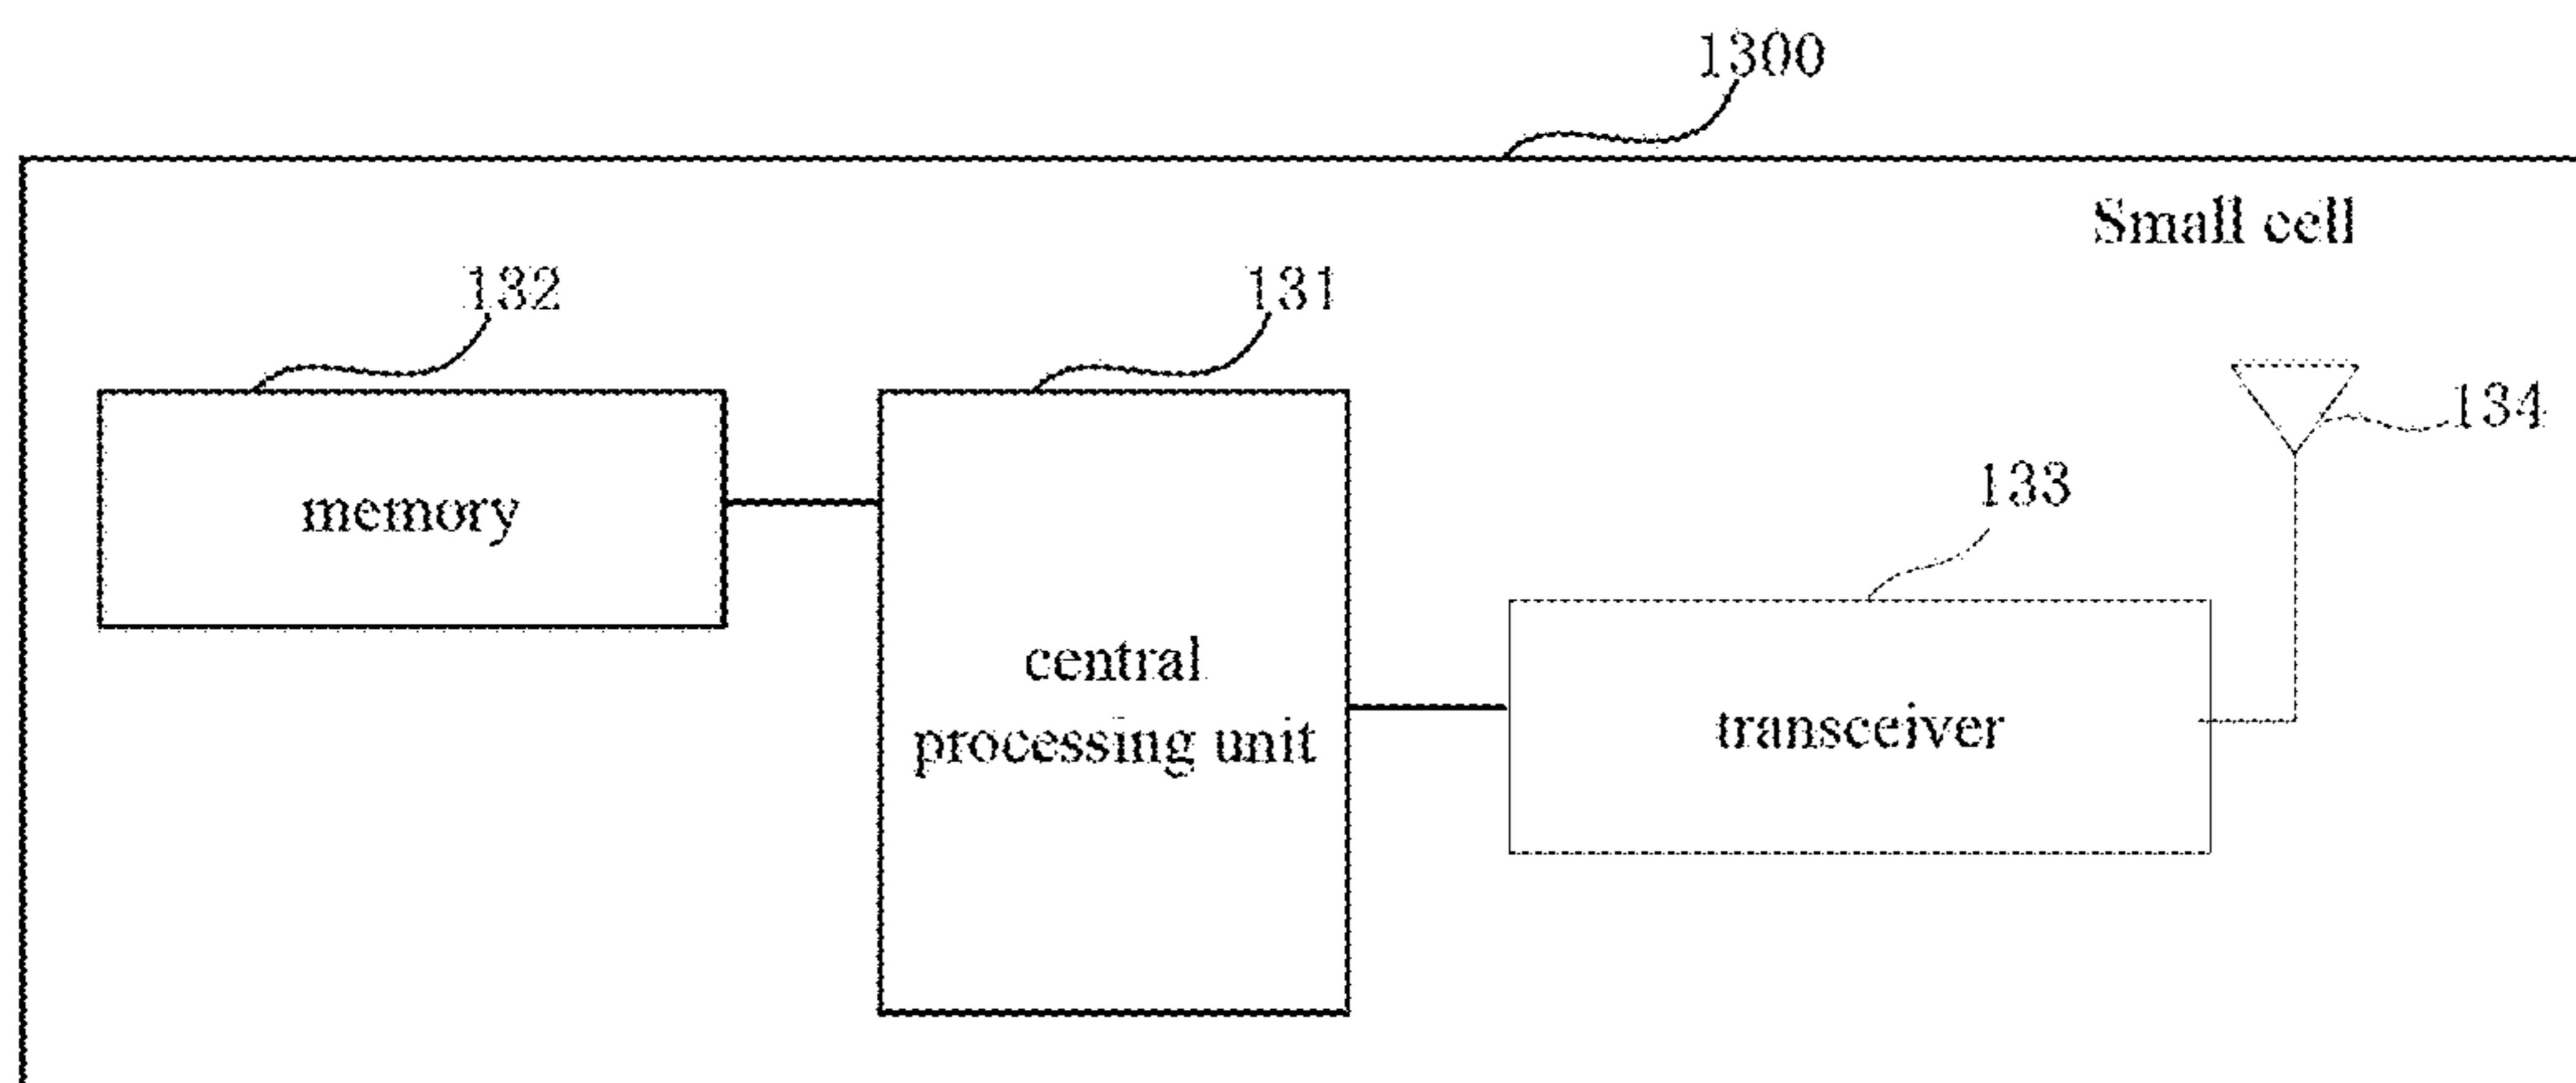 1300
Small cell
132
131
134
memory
133
central
processing unit
transceiver